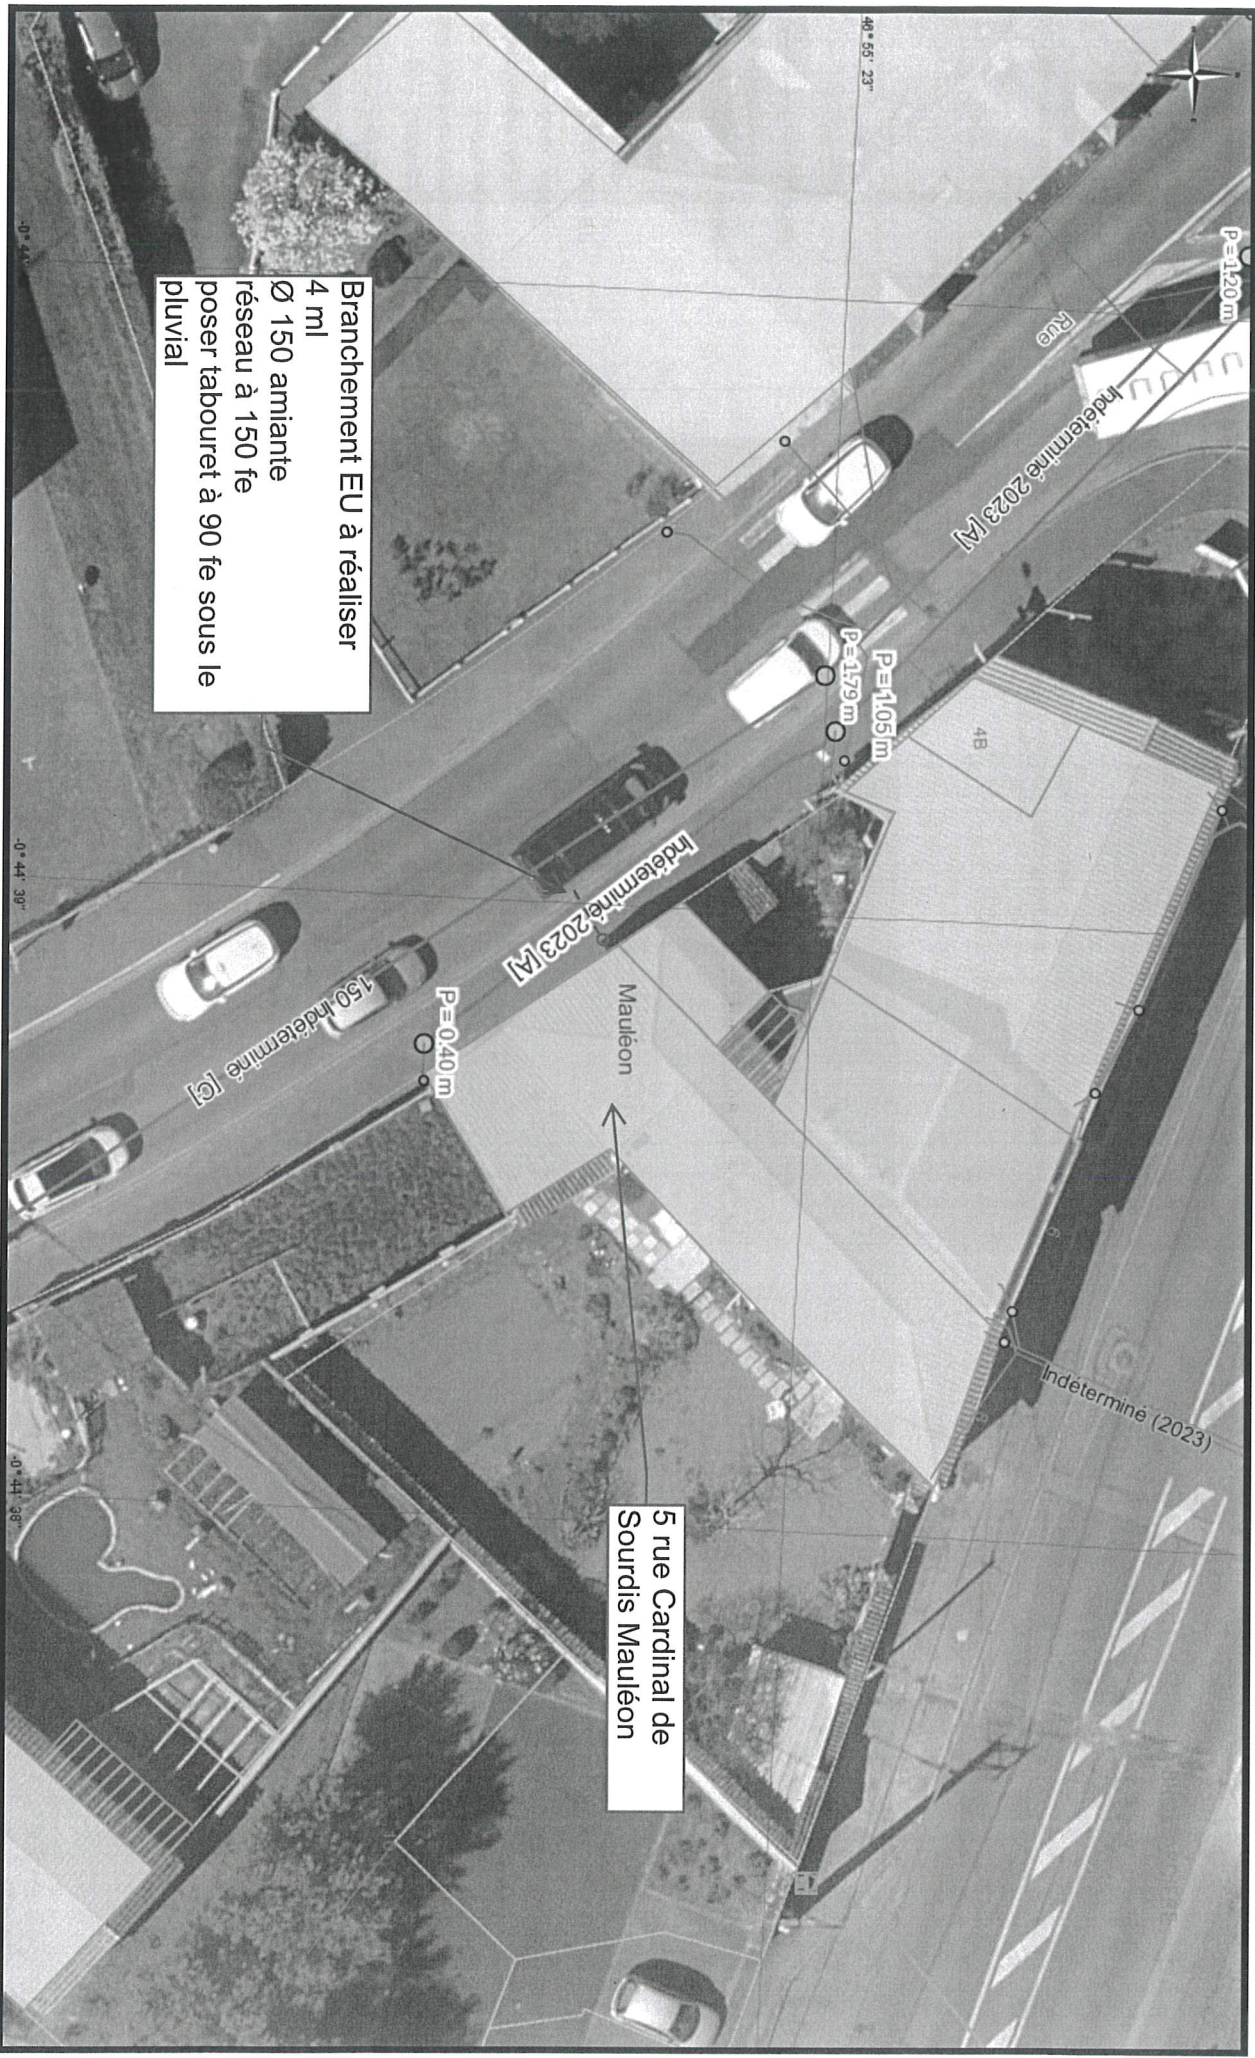 46° 55' 23"
P = 1.20 m
Rue
Indéterminé 2023 [A]
P = 1.05 m
P = 1.79 m
4B
Branchement EU à réaliser
4 ml
Ø 150 amiante
réseau à 150 fe
poser tabouret à 90 fe sous le
pluvial
Indéterminé 2023 [A]
Mauléon
150 Indéterminé [C]
P = 0.40 m
Indéterminé (2023)
5 rue Cardinal de
Sourdis Mauléon
-0° 44' 39"
-0° 44' 38"